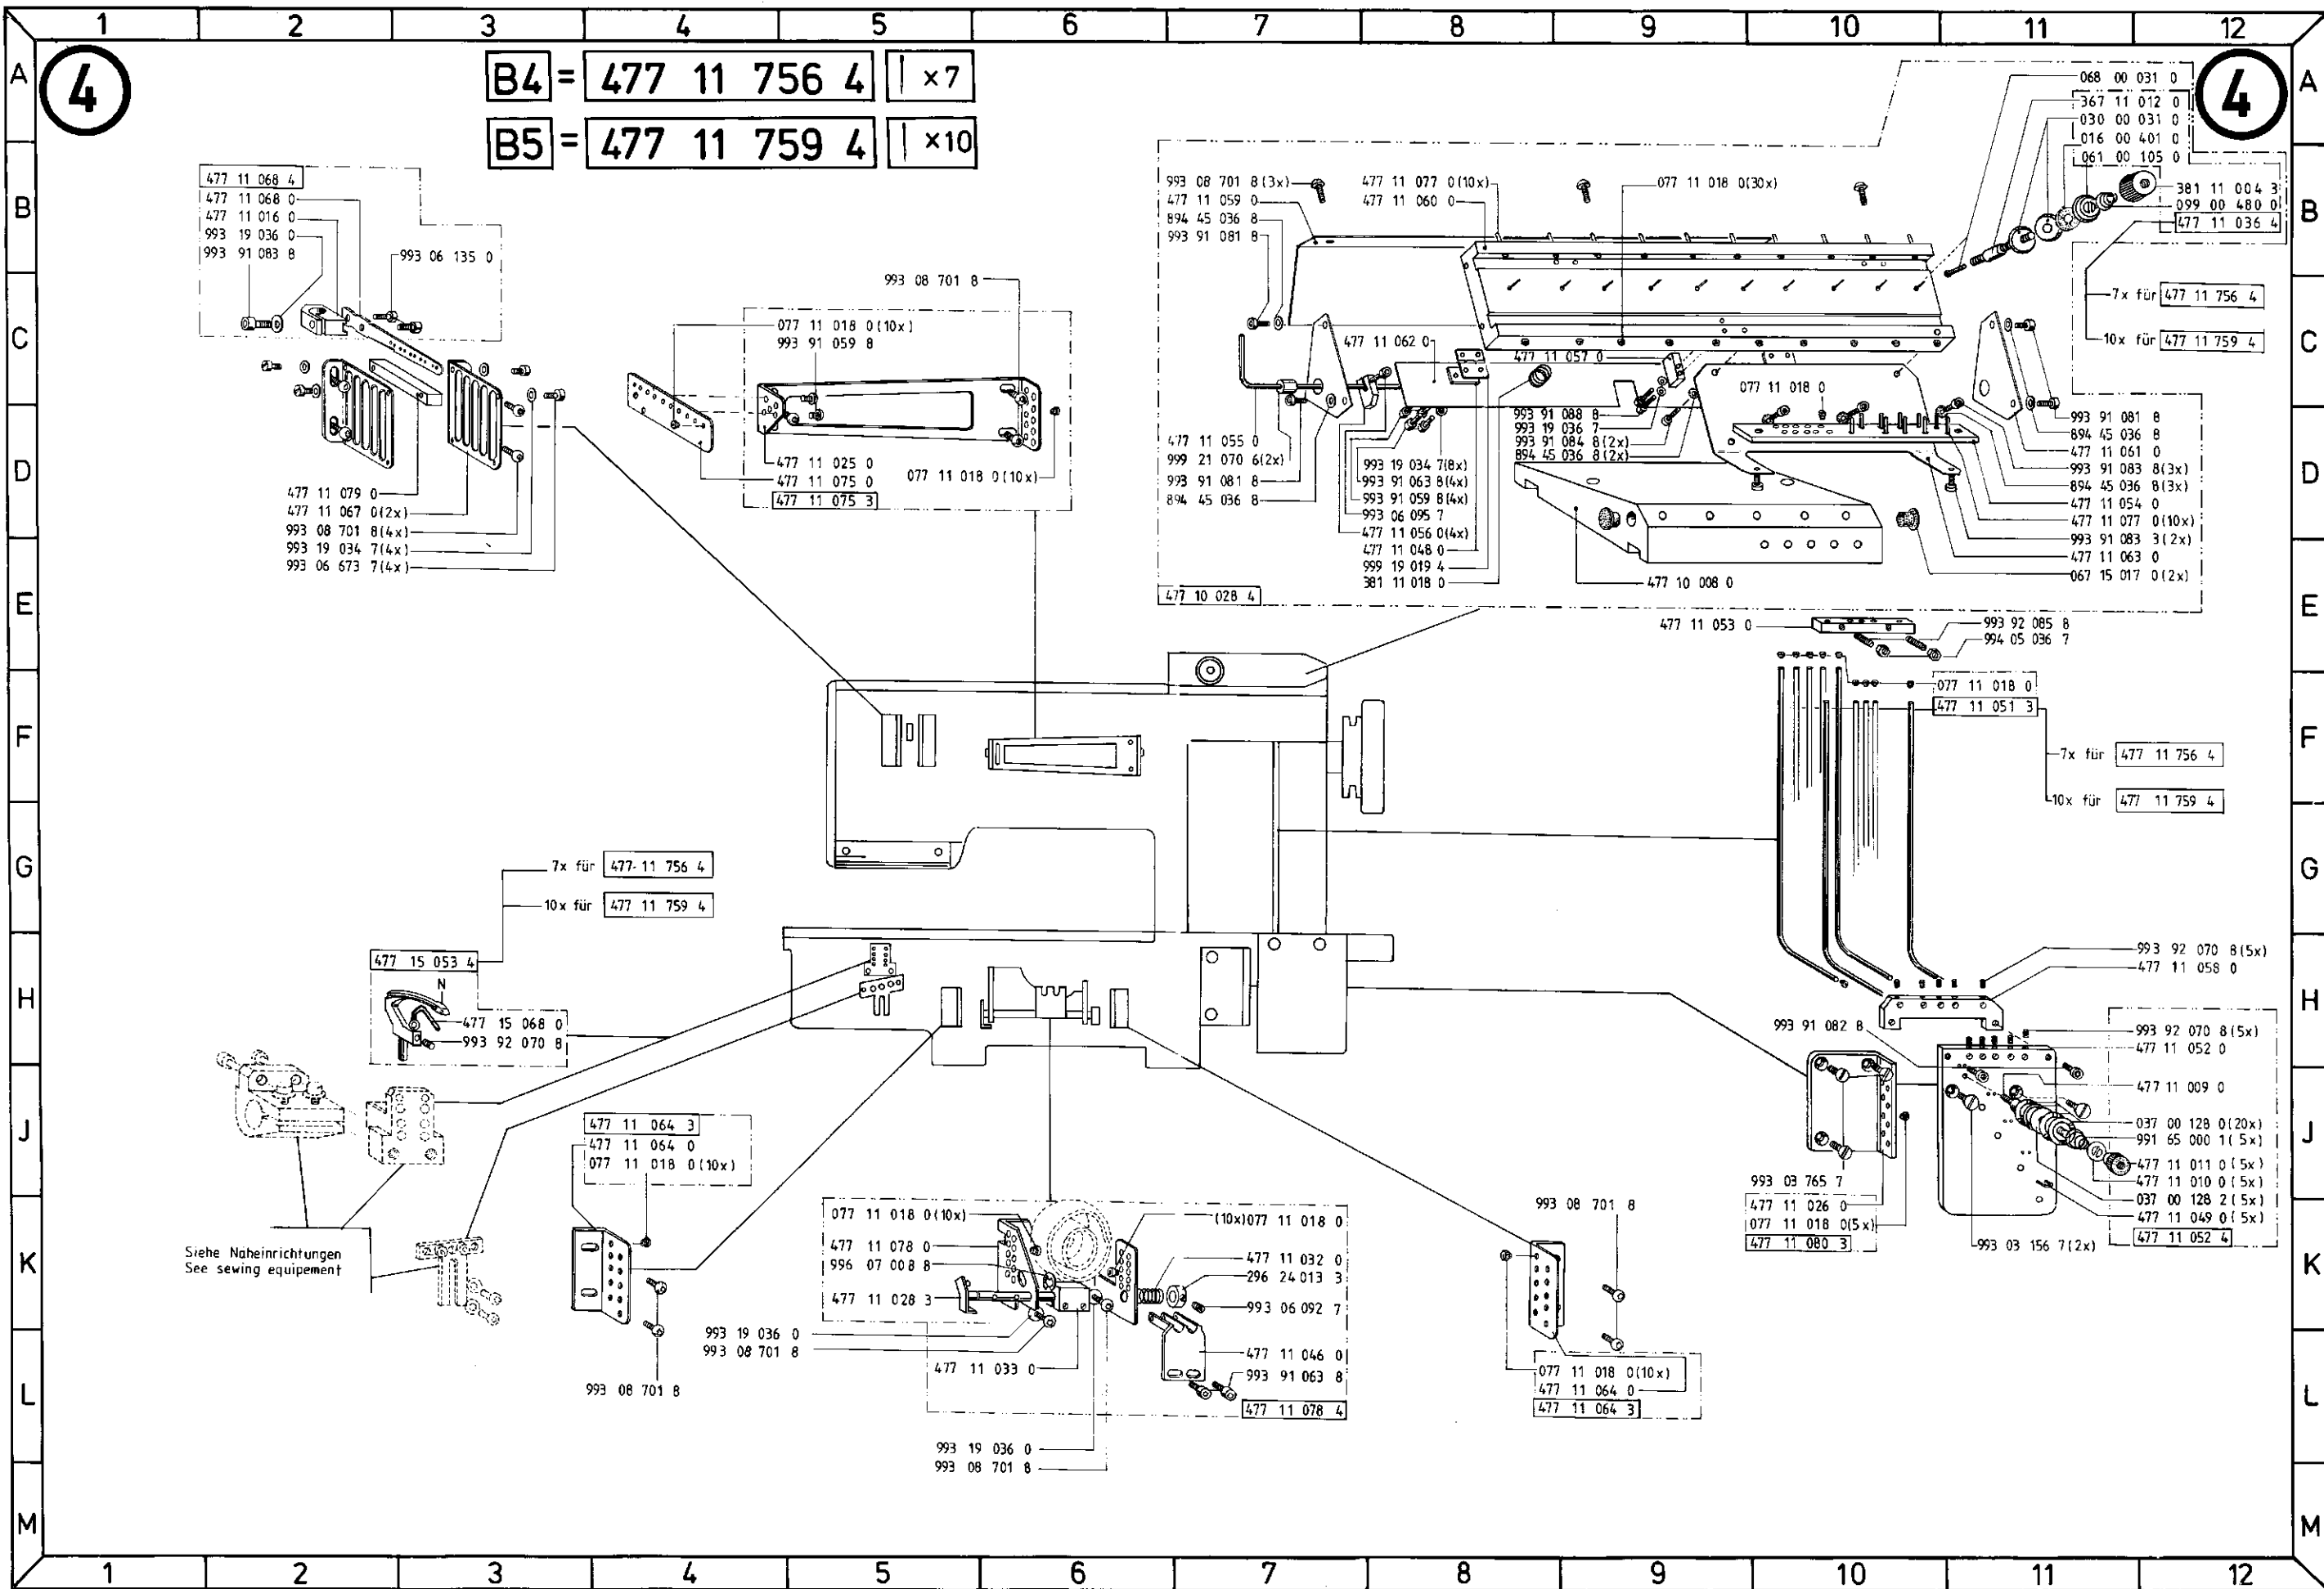 1 2 3 4 5 6 7 8 9 10 11 12
A B C D E F G H J K L M
4
B4 = 477 11 756 4 | ×7
B5 = 477 11 759 4 | ×10
4
477 11 068 4
477 11 068 0
477 11 016 0
993 19 036 0
993 91 083 8
993 06 135 0
477 11 079 0
477 11 067 0(2x)
993 08 701 8(4x)
993 19 034 7(4x)
993 06 673 7(4x)
993 08 701 8
077 11 018 0(10x)
993 91 059 8
477 11 025 0
477 11 075 0
477 11 075 3
077 11 018 0(10x)
993 08 701 8(3x)
477 11 059 0
894 45 036 8
993 91 081 8
477 11 077 0(10x)
477 11 060 0
077 11 018 0(30x)
068 00 031 0
367 11 012 0
030 00 031 0
016 00 401 0
061 00 105 0
381 11 004 3
099 00 480 0
477 11 036 4
7x für 477 11 756 4
10x für 477 11 759 4
477 11 062 0
477 11 057 0
077 11 018 0
477 11 055 0
999 21 070 6(2x)
993 91 081 8
894 45 036 8
993 19 034 7(8x)
993 91 063 8(4x)
993 91 059 8(4x)
993 06 095 7
477 11 056 0(4x)
477 11 048 0
999 19 019 4
381 11 018 0
993 91 088 8
993 19 036 7
993 91 084 8(2x)
894 45 036 8(2x)
993 91 081 8
894 45 036 8
477 11 061 0
993 91 083 8(3x)
894 45 036 8(3x)
477 11 054 0
477 11 077 0(10x)
993 91 083 3(2x)
477 11 063 0
067 15 017 0(2x)
477 10 008 0
477 10 028 4
477 11 053 0
993 92 085 8
994 05 036 7
077 11 018 0
477 11 051 3
7x für 477 11 756 4
10x für 477 11 759 4
7x für 477 11 756 4
10x für 477 11 759 4
477 15 053 4
N
477 15 068 0
993 92 070 8
993 92 070 8(5x)
477 11 058 0
993 91 082 8
993 92 070 8(5x)
477 11 052 0
477 11 009 0
037 00 128 0(20x)
991 65 000 1(5x)
477 11 011 0(5x)
477 11 010 0(5x)
037 00 128 2(5x)
477 11 049 0(5x)
477 11 052 4
993 03 156 7(2x)
993 03 765 7
477 11 026 0
077 11 018 0(5x)
477 11 080 3
477 11 064 3
477 11 064 0
077 11 018 0(10x)
993 08 701 8
Siehe Naheinrichtungen
See sewing equipement
077 11 018 0(10x)
477 11 078 0
996 07 008 8
477 11 028 3
993 19 036 0
993 08 701 8
477 11 033 0
(10x)077 11 018 0
477 11 032 0
296 24 013 3
993 06 092 7
477 11 046 0
993 91 063 8
477 11 078 4
993 19 036 0
993 08 701 8
993 08 701 8
077 11 018 0(10x)
477 11 064 0
477 11 064 3
A B C D E F G H J K L M
1 2 3 4 5 6 7 8 9 10 11 12